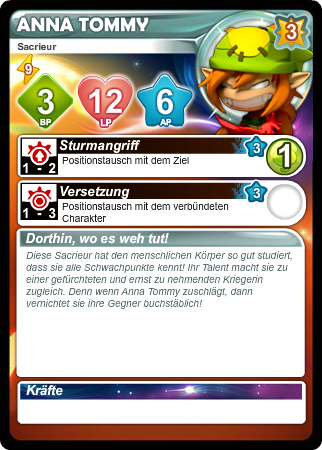 ANNA TOMMY
3
Sacrieur
9
3
BP
12
LP
6
AP
Sturmangriff
3
1 - 2
Positionstausch mit dem Ziel
1
Versetzung
3
1 - 3
Positionstausch mit dem verbündeten
Charakter
Dorthin, wo es weh tut!
Diese Sacrieur hat den menschlichen Körper so gut studiert,
dass sie alle Schwachpunkte kennt! Ihr Talent macht sie zu
einer gefürchteten und ernst zu nehmenden Kriegerin
zugleich. Denn wenn Anna Tommy zuschlägt, dann
vernichtet sie ihre Gegner buchstäblich!
Kräfte